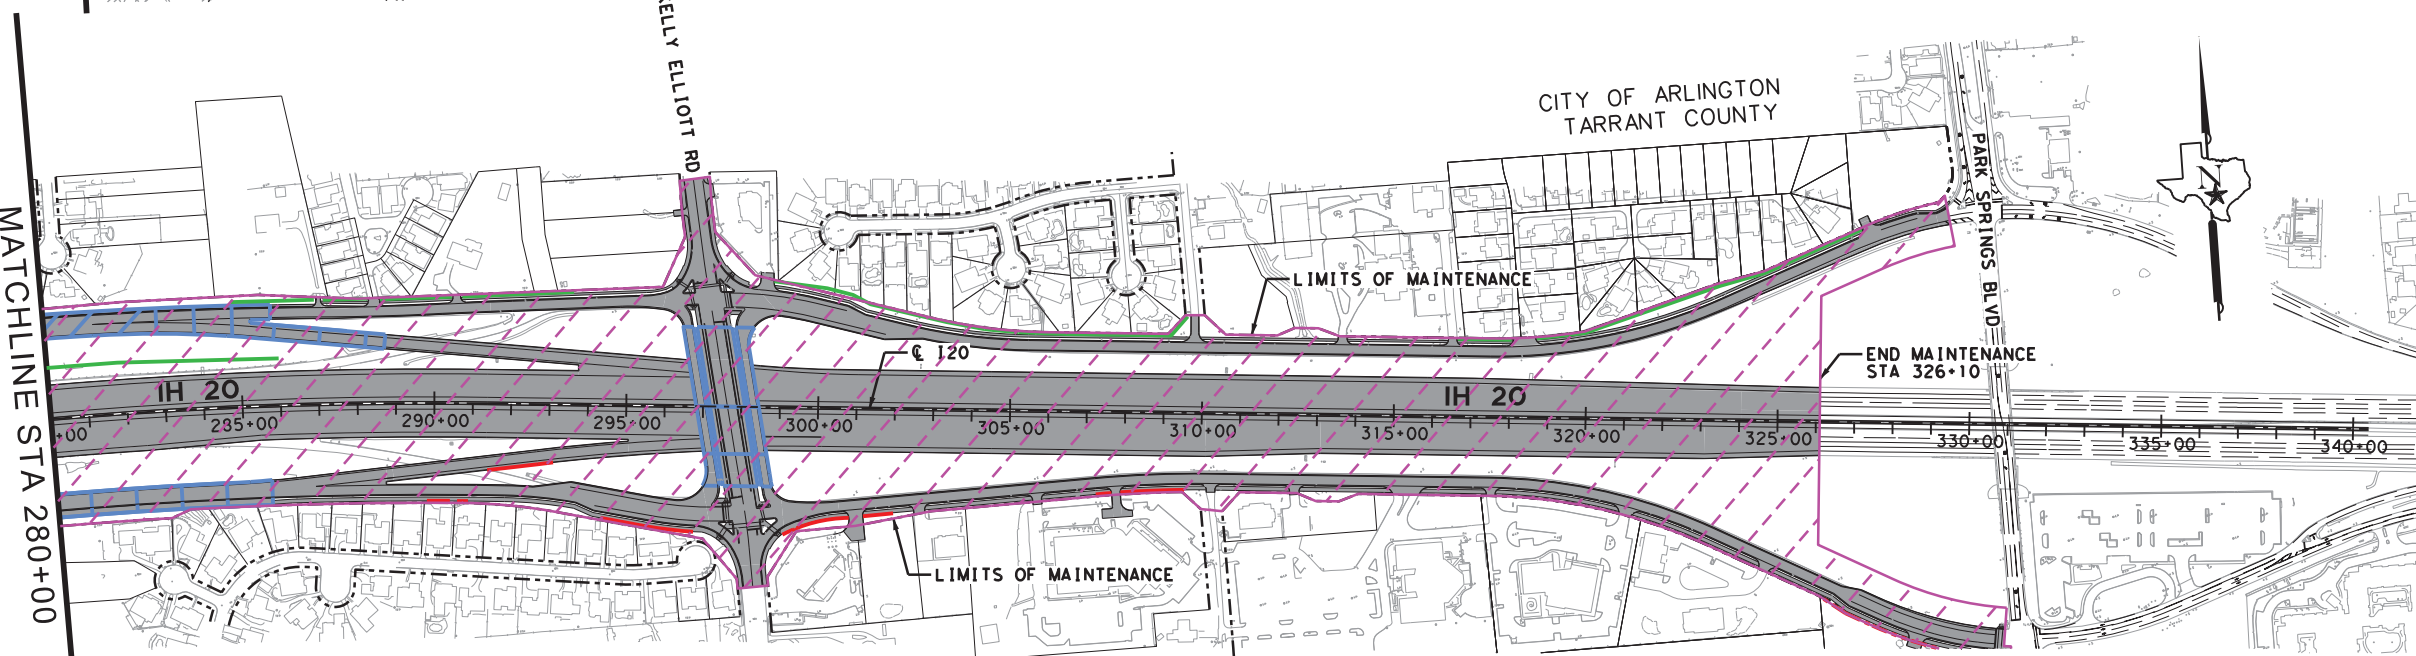 KELLY ELLIOTT RD
CITY OF ARLINGTON
TARRANT COUNTY
PARK SPRINGS BLVD
N
MATCHLINE STA 280+00
LIMITS OF MAINTENANCE
℄ I20
END MAINTENANCE
STA 326+10
IH 20
IH 20
+00
285+00
290+00
295+00
300+00
305+00
310+00
315+00
320+00
325+00
330+00
335+00
340+00
LIMITS OF MAINTENANCE